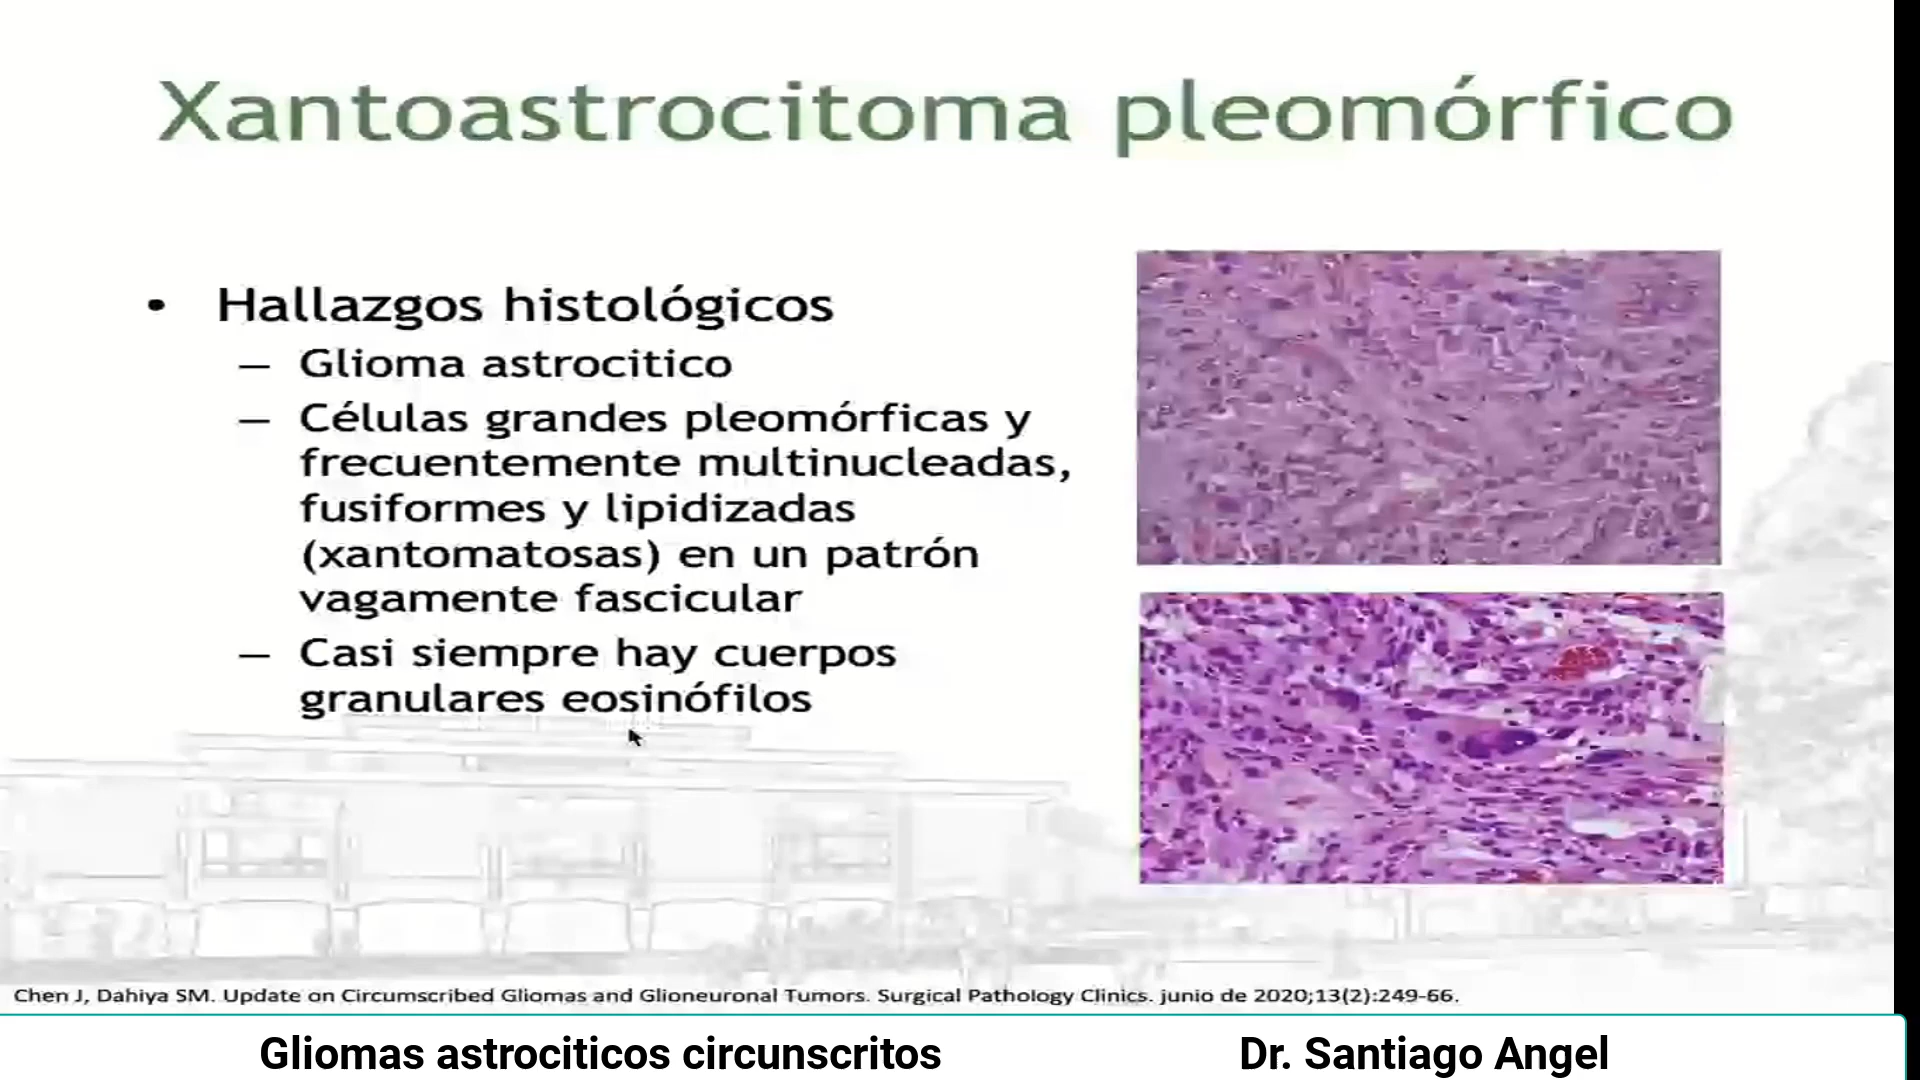 Xantoastrocitoma pleomórfico
• Hallazgos histológicos
– Glioma astrocitico
– Células grandes pleomórficas y
frecuentemente multinucleadas,
fusiformes y lipidizadas
(xantomatosas) en un patrón
vagamente fascicular
– Casi siempre hay cuerpos
granulares eosinófilos
Chen J, Dahiya SM. Update on Circumscribed Gliomas and Glioneuronal Tumors. Surgical Pathology Clinics. junio de 2020;13(2):249-66.
Gliomas astrociticos circunscritos
Dr. Santiago Angel